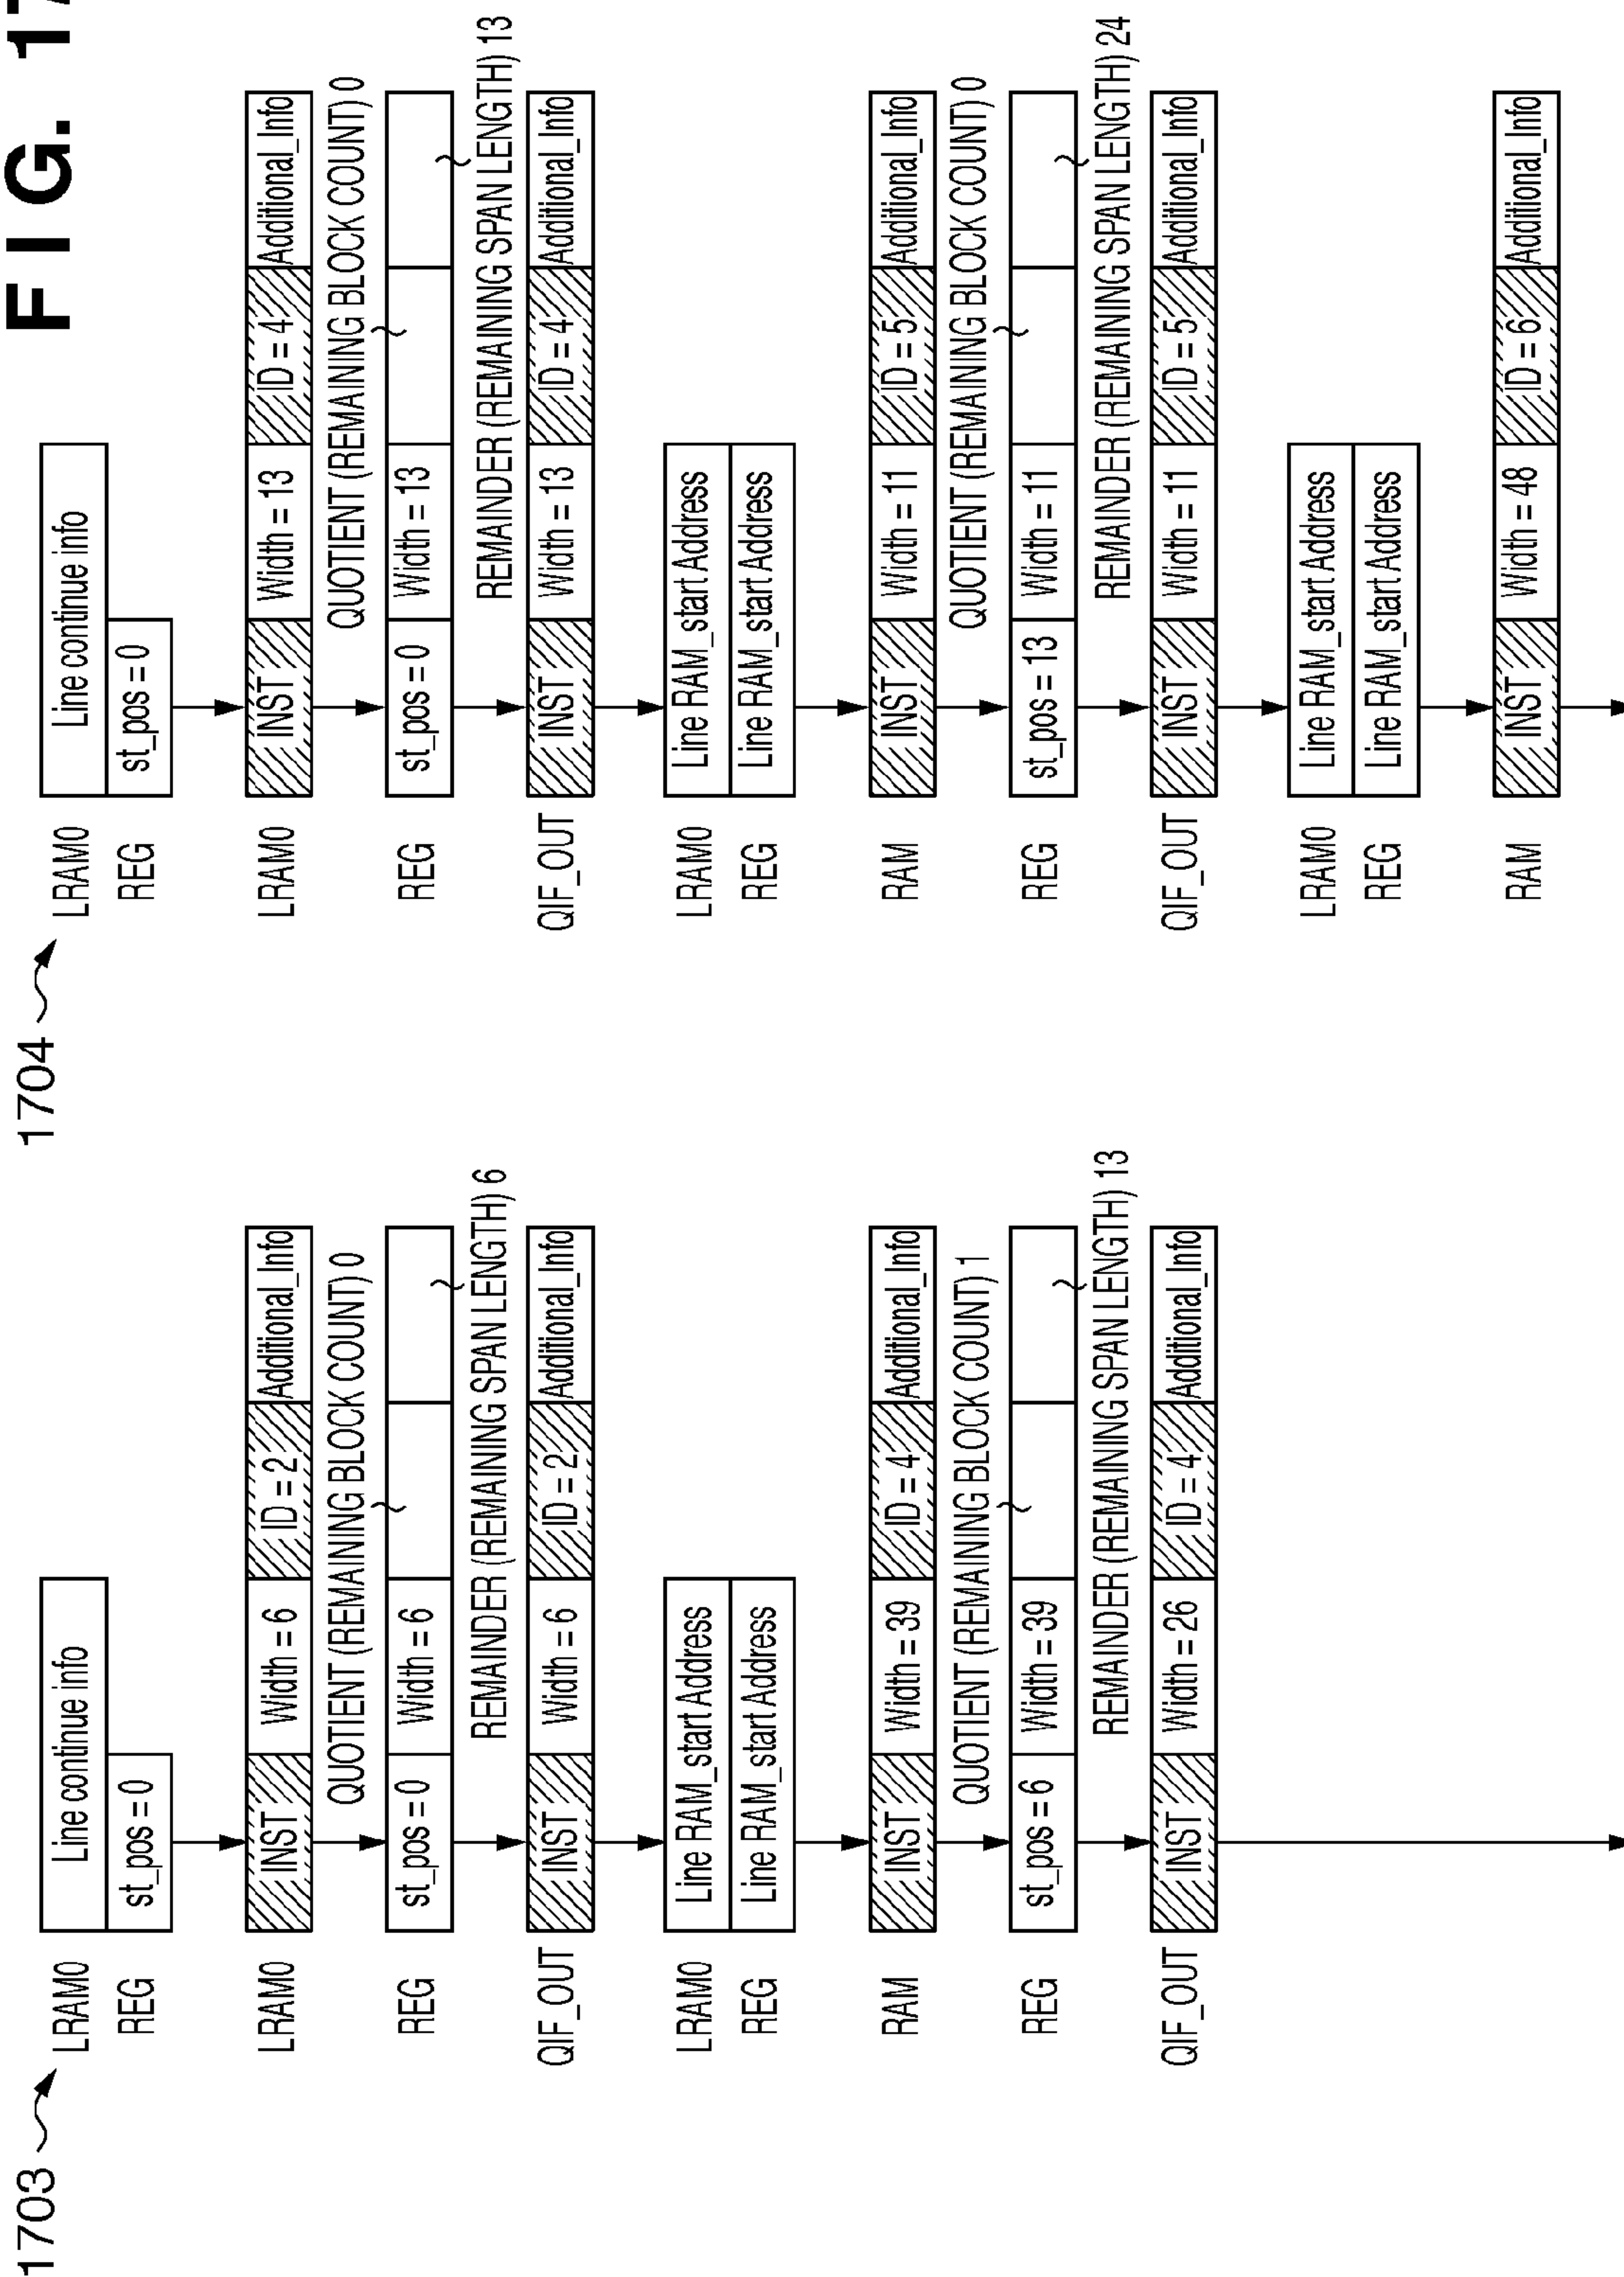 FIG. 17
1703
LRAM0 Line continue info
REG st_pos = 0
LRAM0 INST Width = 6 ID = 2 Additional_Info
QUOTIENT (REMAINING BLOCK COUNT) 0
REG st_pos = 0 Width = 6
REMAINDER (REMAINING SPAN LENGTH) 6
QIF_OUT INST Width = 6 ID = 2 Additional_Info
LRAM0 Line RAM_start Address
REG Line RAM_start Address
RAM INST Width = 39 ID = 4 Additional_Info
QUOTIENT (REMAINING BLOCK COUNT) 1
REG st_pos = 6 Width = 39
REMAINDER (REMAINING SPAN LENGTH) 13
QIF_OUT INST Width = 26 ID = 4 Additional_Info
1704
LRAM0 Line continue info
REG st_pos = 0
LRAM0 INST Width = 13 ID = 4 Additional_Info
QUOTIENT (REMAINING BLOCK COUNT) 0
REG st_pos = 0 Width = 13
REMAINDER (REMAINING SPAN LENGTH) 13
QIF_OUT INST Width = 13 ID = 4 Additional_Info
LRAM0 Line RAM_start Address
REG Line RAM_start Address
RAM INST Width = 11 ID = 5 Additional_Info
QUOTIENT (REMAINING BLOCK COUNT) 0
REG st_pos = 13 Width = 11
REMAINDER (REMAINING SPAN LENGTH) 24
QIF_OUT INST Width = 11 ID = 5 Additional_Info
LRAM0 Line RAM_start Address
REG Line RAM_start Address
RAM INST Width = 48 ID = 6 Additional_Info